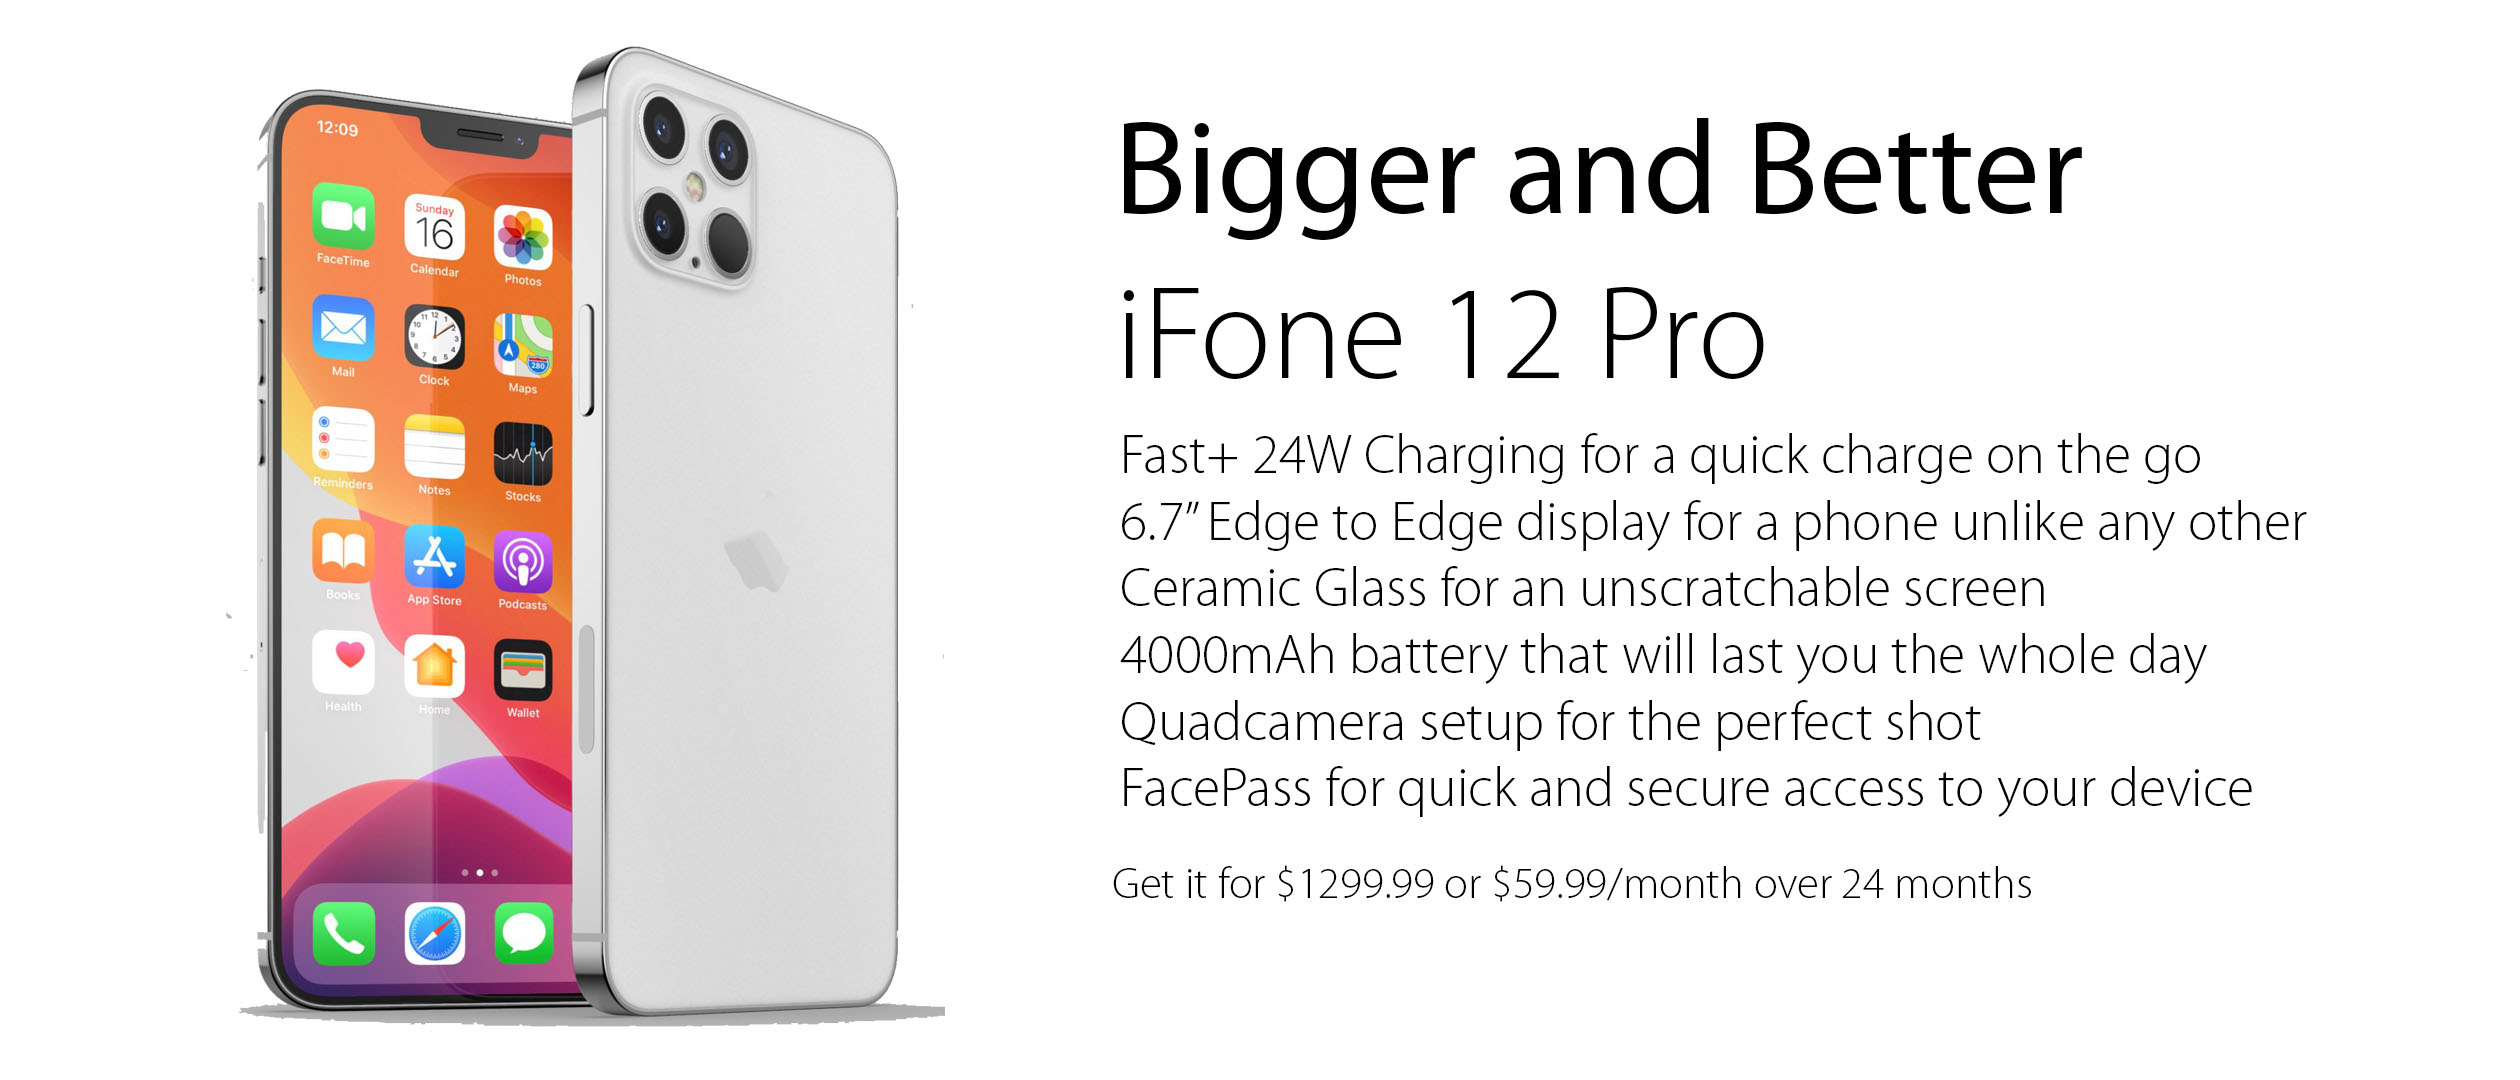 12:09
FaceTime
Sunday
16
Calendar
Photos
Mail
Clock
Maps
280
Reminders
Notes
Stocks
Books
App Store
Podcasts
Health
Home
Wallet
Bigger and Better
iFone 12 Pro
Fast+ 24W Charging for a quick charge on the go
6.7” Edge to Edge display for a phone unlike any other
Ceramic Glass for an unscratchable screen
4000mAh battery that will last you the whole day
Quadcamera setup for the perfect shot
FacePass for quick and secure access to your device
Get it for $1299.99 or $59.99/month over 24 months